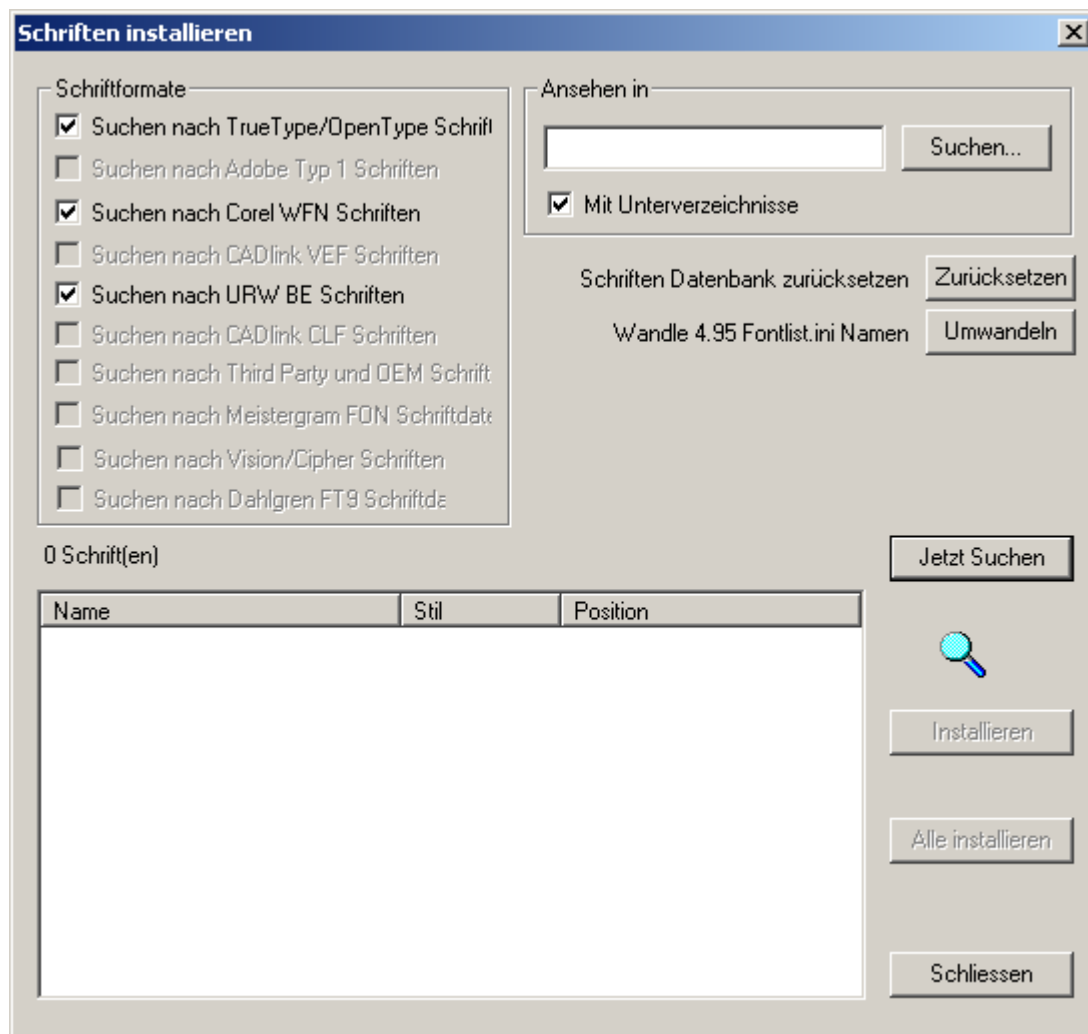 Schriften installieren
Schriftformate
Suchen nach TrueType/OpenType Schrift
Suchen nach Adobe Typ 1 Schriften
Suchen nach Corel WFN Schriften
Suchen nach CADlink VEF Schriften
Suchen nach URW BE Schriften
Suchen nach CADlink CLF Schriften
Suchen nach Third Party und OEM Schrift
Suchen nach Meistergram FON Schriftdate
Suchen nach Vision/Cipher Schriften
Suchen nach Dahlgren FT9 Schriftda
Ansehen in
Suchen...
Mit Unterverzeichnisse
Schriften Datenbank zurücksetzen
Zurücksetzen
Wandle 4.95 Fontlist.ini Namen
Umwandeln
0 Schrift(en)
Jetzt Suchen
Name Stil Position
Installieren
Alle installieren
Schliessen